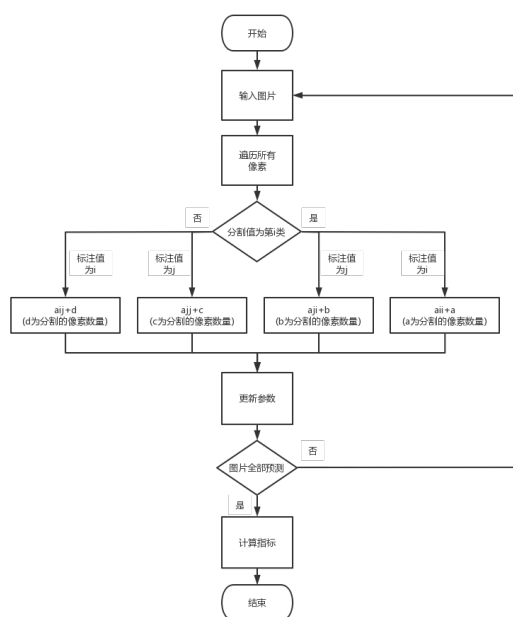 开始
输入图片
遍历所有
像素
分割值为第i类
否
是
标注值
为i
标注值
为j
标注值
为j
标注值
为i
aij+d
(d为分割的像素数量)
ajj+c
(c为分割的像素数量)
aji+b
(b为分割的像素数量)
aii+a
(a为分割的像素数量)
更新参数
图片全部预测
否
是
计算指标
结束